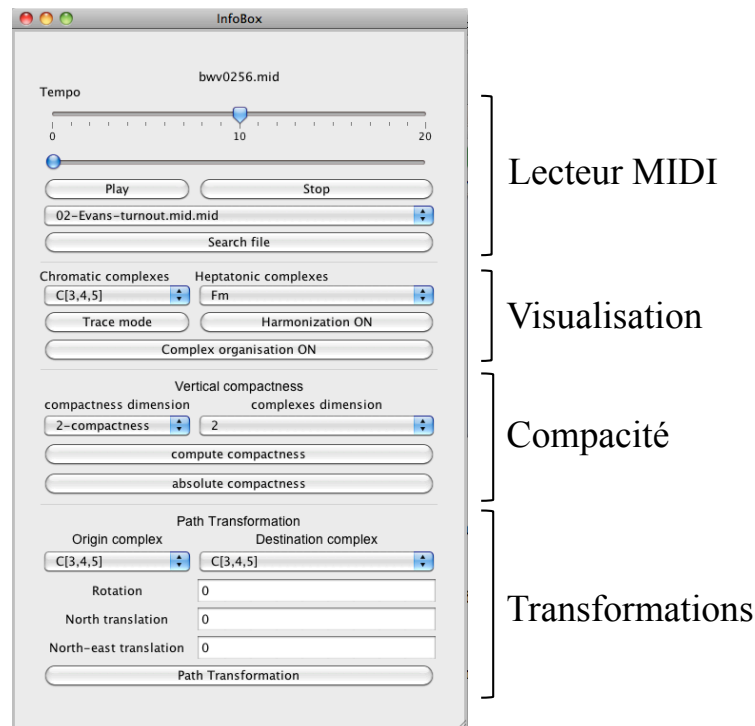 InfoBox
bwv0256.mid
Tempo
0 10 20
Play Stop
02-Evans-turnout.mid.mid
Search file
Lecteur MIDI
Chromatic complexes Heptatonic complexes
C[3,4,5] Fm
Trace mode Harmonization ON
Complex organisation ON
Visualisation
Vertical compactness
compactness dimension complexes dimension
2-compactness 2
compute compactness
absolute compactness
Compacité
Path Transformation
Origin complex Destination complex
C[3,4,5] C[3,4,5]
Rotation 0
North translation 0
North-east translation 0
Path Transformation
Transformations